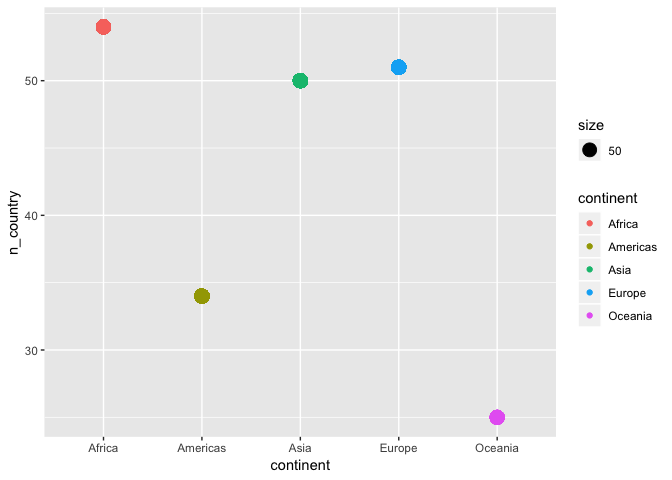 50
40
30
n_country
Africa Americas Asia Europe Oceania
continent
size
50
continent
Africa
Americas
Asia
Europe
Oceania